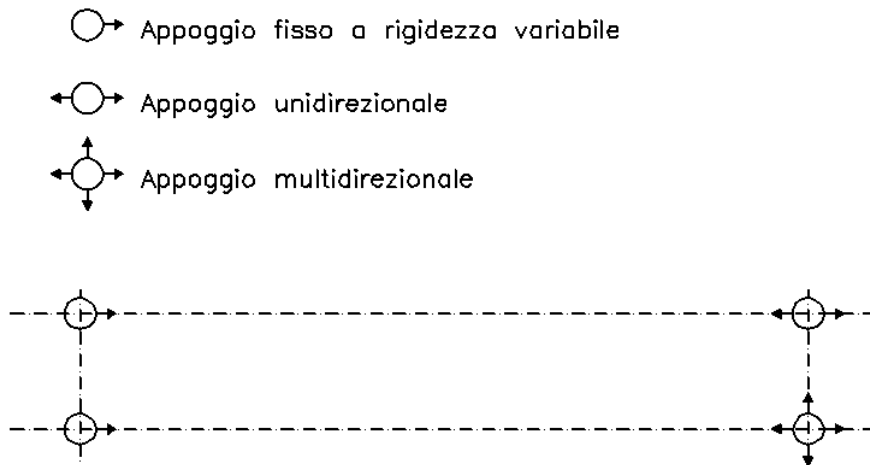 Appoggio fisso a rigidezza variabile
Appoggio unidirezionale
Appoggio multidirezionale